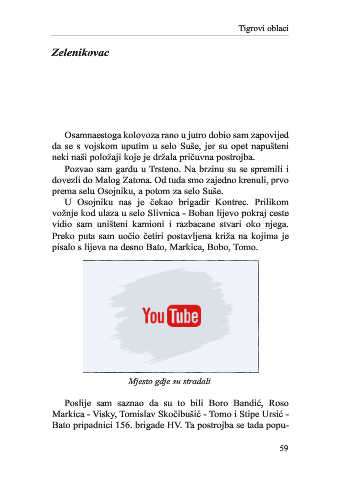 Tigrovi oblaci
Zelenikovac
Osamnaestoga kolovoza rano u jutro dobio sam zapovijed
da se s vojskom uputim u selo Suše, jer su opet napušteni
neki naši položaji koje je držala pričuvna postrojba.
Pozvao sam gardu u Trsteno. Na brzinu su se spremili i
dovezli do Malog Zatona. Od tuda smo zajedno krenuli, prvo
prema selu Osojniku, a potom za selo Suše.
U Osojniku nas je čekao brigadir Kontrec. Prilikom
vožnje kod ulaza u selo Slivnica - Boban lijevo pokraj ceste
vidio sam uništeni kamioni i razbacane stvari oko njega.
Preko puta sam uočio četiri postavljena križa na kojima je
pisalo s lijeva na desno Bato, Markica, Bobo, Tomo.
YouTube
Mjesto gdje su stradali
Poslije sam saznao da su to bili Boro Bandić, Roso
Markica - Visky, Tomislav Skočibušić - Tomo i Stipe Ursić -
Bato pripadnici 156. brigade HV. Ta postrojba se tada popu-
59